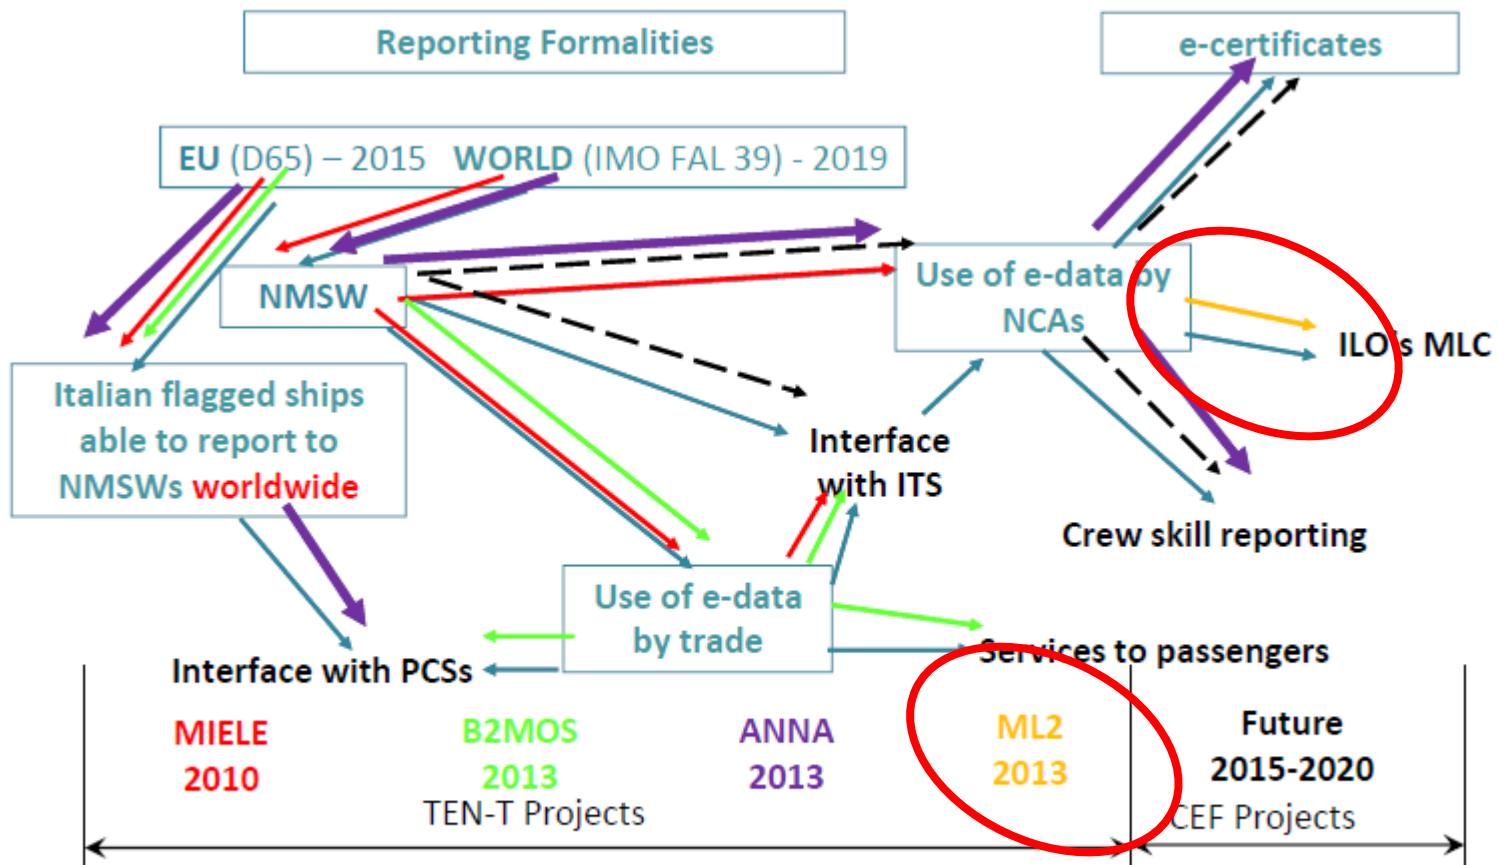 Reporting Formalities
e-certificates
EU (D65) – 2015 WORLD (IMO FAL 39) - 2019
NMSW
Use of e-data by
NCAs
ILO's MLC
Italian flagged ships
able to report to
NMSWs worldwide
Interface
with ITS
Crew skill reporting
Use of e-data
by trade
Interface with PCSs
Services to passengers
MIELE
2010
B2MOS
2013
ANNA
2013
ML2
2013
Future
2015-2020
TEN-T Projects
CEF Projects